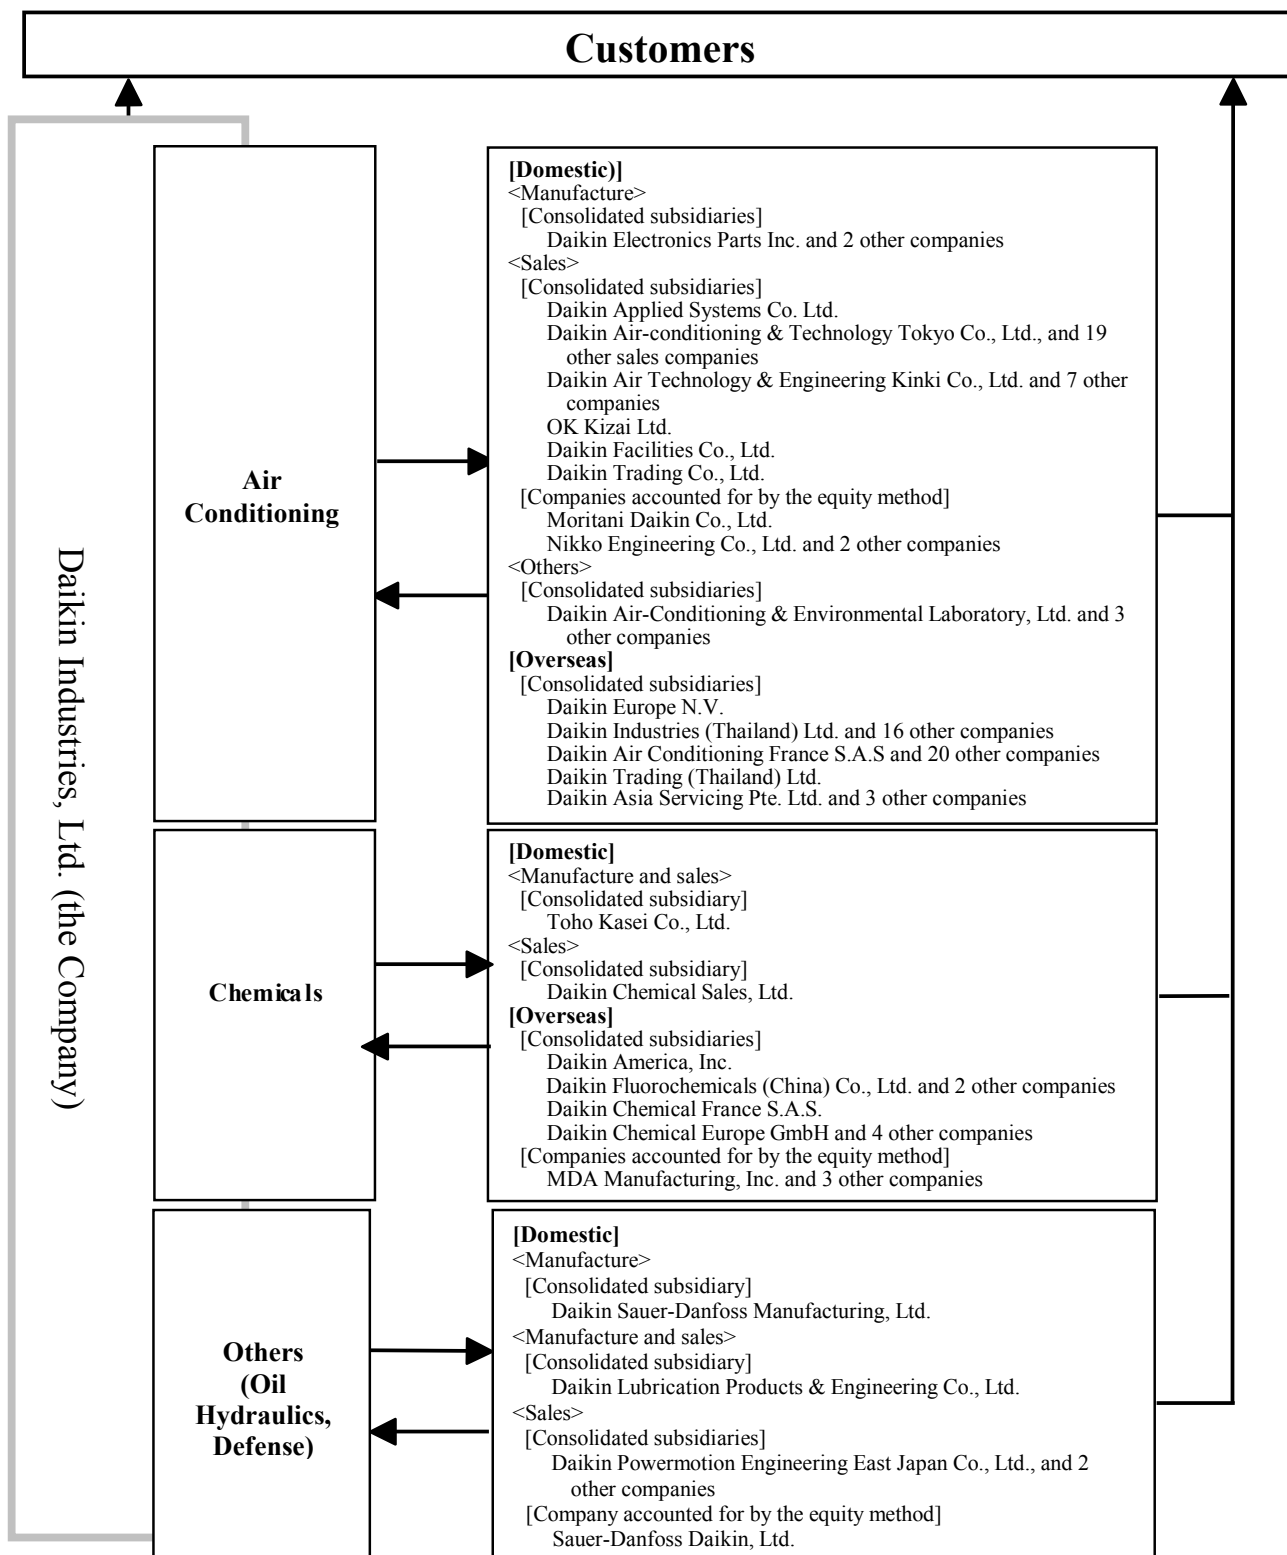 Customers
Daikin Industries, Ltd. (the Company)
Air
Conditioning
[Domestic)]
<Manufacture>
[Consolidated subsidiaries]
Daikin Electronics Parts Inc. and 2 other companies
<Sales>
[Consolidated subsidiaries]
Daikin Applied Systems Co. Ltd.
Daikin Air-conditioning & Technology Tokyo Co., Ltd., and 19
other sales companies
Daikin Air Technology & Engineering Kinki Co., Ltd. and 7 other
companies
OK Kizai Ltd.
Daikin Facilities Co., Ltd.
Daikin Trading Co., Ltd.
[Companies accounted for by the equity method]
Moritani Daikin Co., Ltd.
Nikko Engineering Co., Ltd. and 2 other companies
<Others>
[Consolidated subsidiaries]
Daikin Air-Conditioning & Environmental Laboratory, Ltd. and 3
other companies
[Overseas]
[Consolidated subsidiaries]
Daikin Europe N.V.
Daikin Industries (Thailand) Ltd. and 16 other companies
Daikin Air Conditioning France S.A.S and 20 other companies
Daikin Trading (Thailand) Ltd.
Daikin Asia Servicing Pte. Ltd. and 3 other companies
Chemicals
[Domestic]
<Manufacture and sales>
[Consolidated subsidiary]
Toho Kasei Co., Ltd.
<Sales>
[Consolidated subsidiary]
Daikin Chemical Sales, Ltd.
[Overseas]
[Consolidated subsidiaries]
Daikin America, Inc.
Daikin Fluorochemicals (China) Co., Ltd. and 2 other companies
Daikin Chemical France S.A.S.
Daikin Chemical Europe GmbH and 4 other companies
[Companies accounted for by the equity method]
MDA Manufacturing, Inc. and 3 other companies
Others
(Oil
Hydraulics,
Defense)
[Domestic]
<Manufacture>
[Consolidated subsidiary]
Daikin Sauer-Danfoss Manufacturing, Ltd.
<Manufacture and sales>
[Consolidated subsidiary]
Daikin Lubrication Products & Engineering Co., Ltd.
<Sales>
[Consolidated subsidiaries]
Daikin Powermotion Engineering East Japan Co., Ltd., and 2
other companies
[Company accounted for by the equity method]
Sauer-Danfoss Daikin, Ltd.